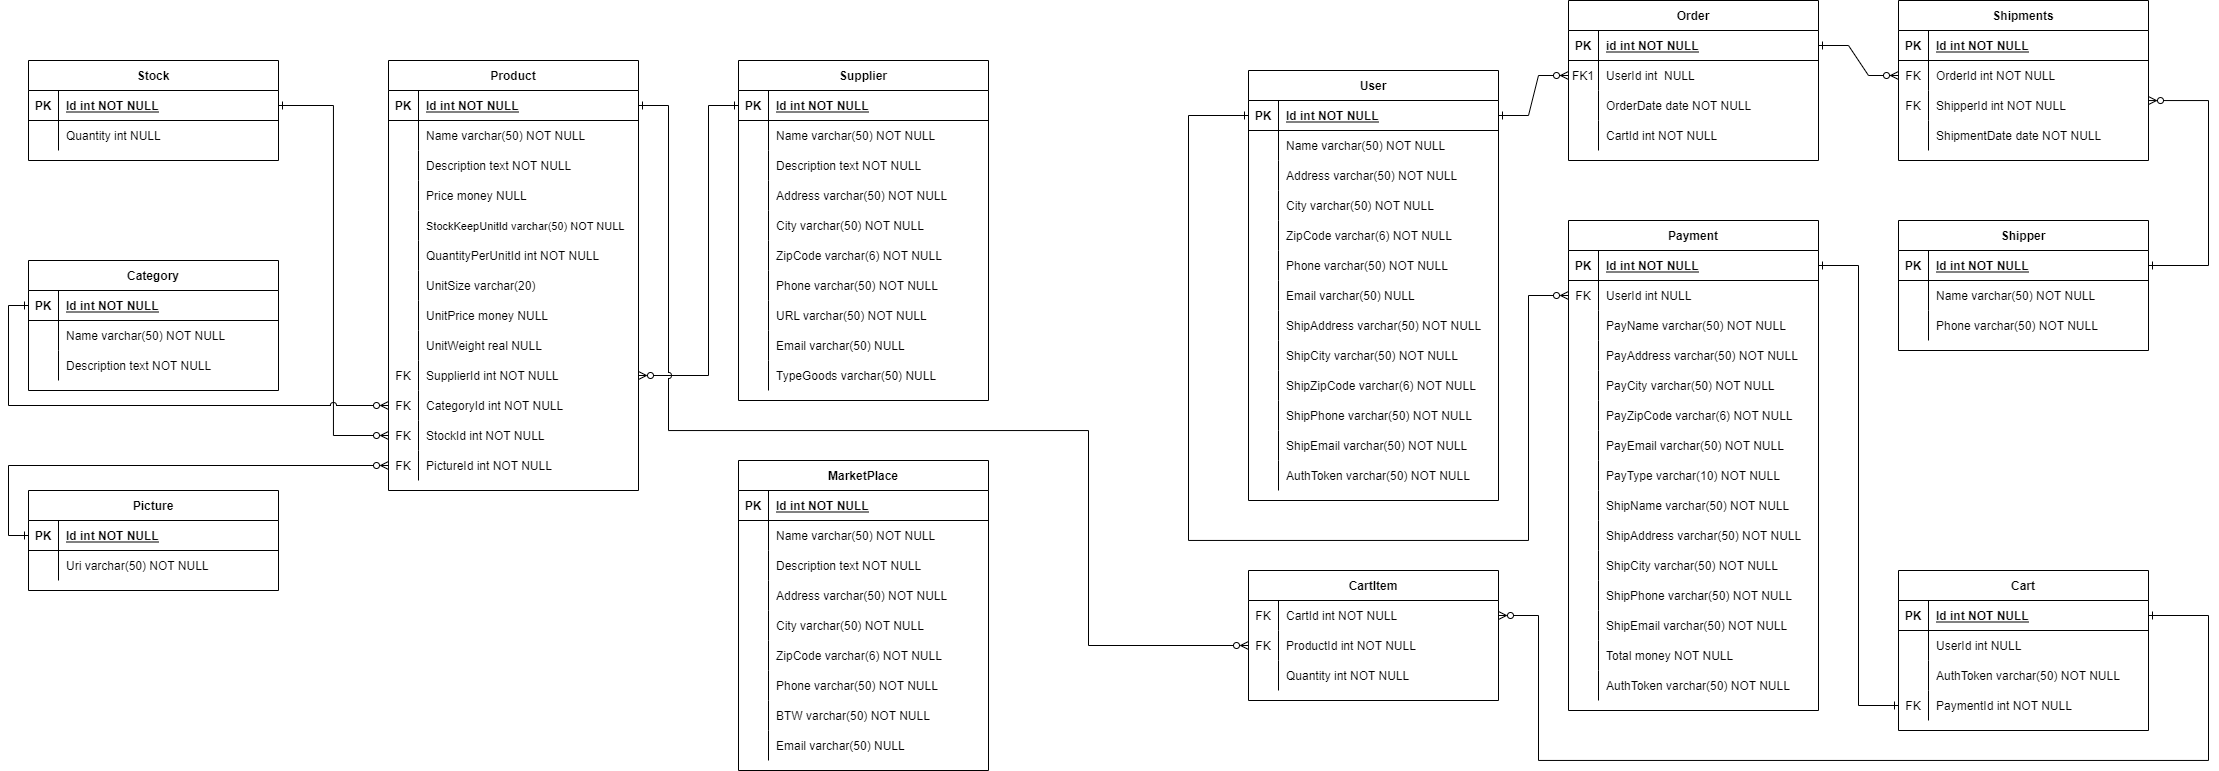 Stock
PK Id int NOT NULL
Quantity int NULL
Category
PK Id int NOT NULL
Name varchar(50) NOT NULL
Description text NOT NULL
Picture
PK Id int NOT NULL
Uri varchar(50) NOT NULL
Product
PK Id int NOT NULL
Name varchar(50) NOT NULL
Description text NOT NULL
Price money NULL
StockKeepUnitId varchar(50) NOT NULL
QuantityPerUnitId int NOT NULL
UnitSize varchar(20)
UnitPrice money NULL
UnitWeight real NULL
FK SupplierId int NOT NULL
FK CategoryId int NOT NULL
FK StockId int NOT NULL
FK PictureId int NOT NULL
Supplier
PK Id int NOT NULL
Name varchar(50) NOT NULL
Description text NOT NULL
Address varchar(50) NOT NULL
City varchar(50) NOT NULL
ZipCode varchar(6) NOT NULL
Phone varchar(50) NOT NULL
URL varchar(50) NOT NULL
Email varchar(50) NULL
TypeGoods varchar(50) NULL
MarketPlace
PK Id int NOT NULL
Name varchar(50) NOT NULL
Description text NOT NULL
Address varchar(50) NOT NULL
City varchar(50) NOT NULL
ZipCode varchar(6) NOT NULL
Phone varchar(50) NOT NULL
BTW varchar(50) NOT NULL
Email varchar(50) NULL
User
PK Id int NOT NULL
Name varchar(50) NOT NULL
Address varchar(50) NOT NULL
City varchar(50) NOT NULL
ZipCode varchar(6) NOT NULL
Phone varchar(50) NOT NULL
Email varchar(50) NULL
ShipAddress varchar(50) NOT NULL
ShipCity varchar(50) NOT NULL
ShipZipCode varchar(6) NOT NULL
ShipPhone varchar(50) NOT NULL
ShipEmail varchar(50) NOT NULL
AuthToken varchar(50) NOT NULL
CartItem
FK CartId int NOT NULL
FK ProductId int NOT NULL
Quantity int NOT NULL
Order
PK id int NOT NULL
FK1 UserId int NULL
OrderDate date NOT NULL
CartId int NOT NULL
Payment
PK Id int NOT NULL
FK UserId int NULL
PayName varchar(50) NOT NULL
PayAddress varchar(50) NOT NULL
PayCity varchar(50) NOT NULL
PayZipCode varchar(6) NOT NULL
PayEmail varchar(50) NOT NULL
PayType varchar(10) NOT NULL
ShipName varchar(50) NOT NULL
ShipAddress varchar(50) NOT NULL
ShipCity varchar(50) NOT NULL
ShipPhone varchar(50) NOT NULL
ShipEmail varchar(50) NOT NULL
Total money NOT NULL
AuthToken varchar(50) NOT NULL
Shipments
PK Id int NOT NULL
FK OrderId int NOT NULL
FK ShipperId int NOT NULL
ShipmentDate date NOT NULL
Shipper
PK Id int NOT NULL
Name varchar(50) NOT NULL
Phone varchar(50) NOT NULL
Cart
PK Id int NOT NULL
UserId int NULL
AuthToken varchar(50) NOT NULL
FK PaymentId int NOT NULL